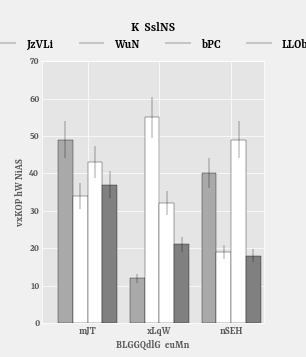 K SslNS
JzVLi WuN bPC LLOb
70
60
50
40
30
20
10
0
vxKOP hW NiAS
mJT xLqW nSEH
BLGGQdlG euMn